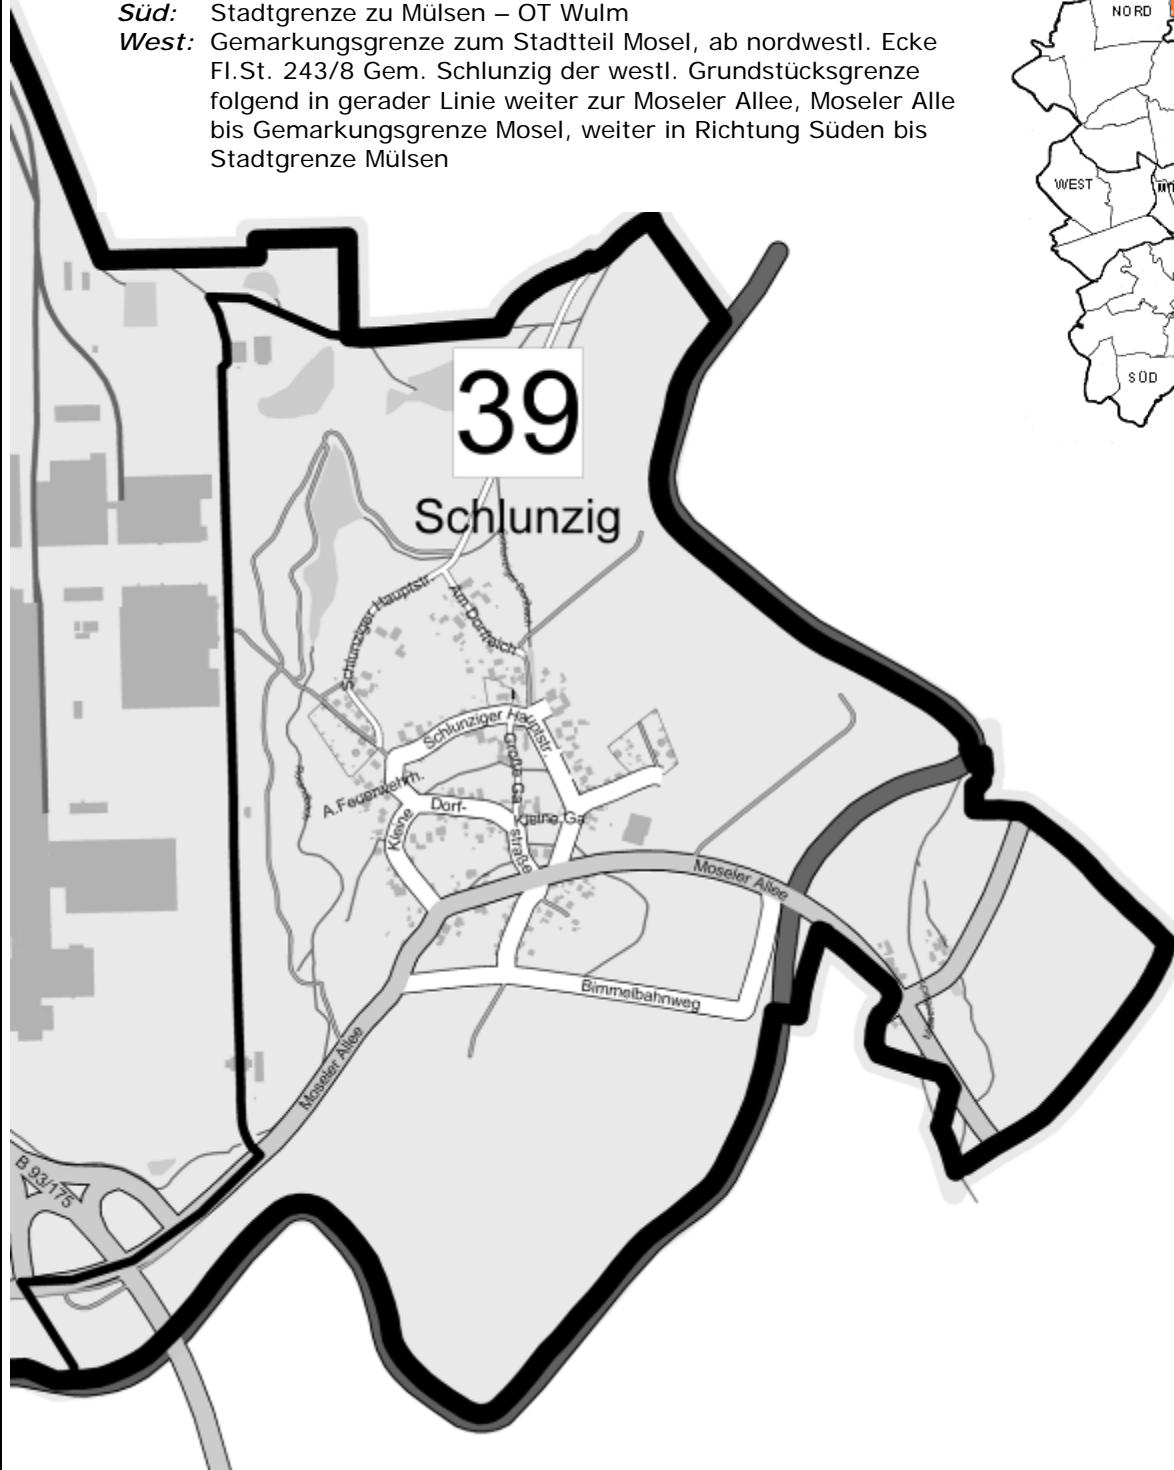 Süd: Stadtgrenze zu Mülsen – OT Wulm
West: Gemarkungsgrenze zum Stadtteil Mosel, ab nordwestl. Ecke
Fl.St. 243/8 Gem. Schlunzig der westl. Grundstücksgrenze
folgend in gerader Linie weiter zur Moseler Allee, Moseler Alle
bis Gemarkungsgrenze Mosel, weiter in Richtung Süden bis
Stadtgrenze Mülsen
NORD
WEST
SÜD
39
Schlunzig
Schlunziger Hauptstr.
Am Dorfteich
Schlunziger Hauptstr.
Große Ga
A.Feuerwehrh.
Dorf-
straße
Kleine Ga
Kleine
Moseler Allee
Bimmelbahnweg
Moseler Allee
B 93/175